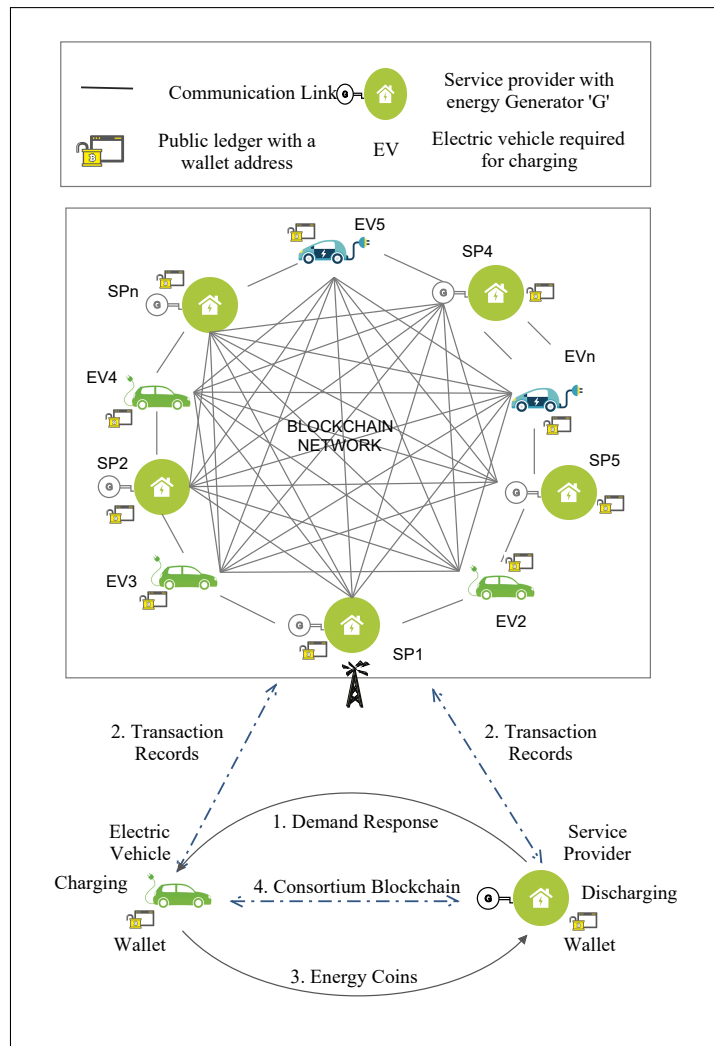 Communication Link
G
Service provider with
energy Generator 'G'
Public ledger with a
wallet address
EV
Electric vehicle required
for charging
EV5
SP4
SPn
G
G
EVn
EV4
BLOCKCHAIN
NETWORK
SP2
SP5
G
G
EV3
EV2
G
SP1
2. Transaction
Records
2. Transaction
Records
1. Demand Response
Electric
Vehicle
Service
Provider
Charging
4. Consortium Blockchain
G
Discharging
Wallet
Wallet
3. Energy Coins